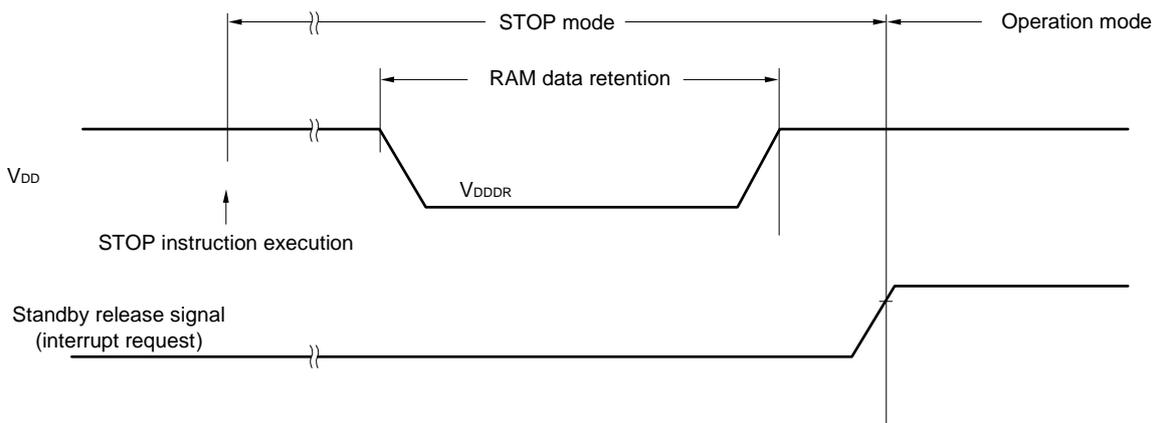 STOP mode
Operation mode
RAM data retention
VDD
VDDDR
STOP instruction execution
Standby release signal
(interrupt request)